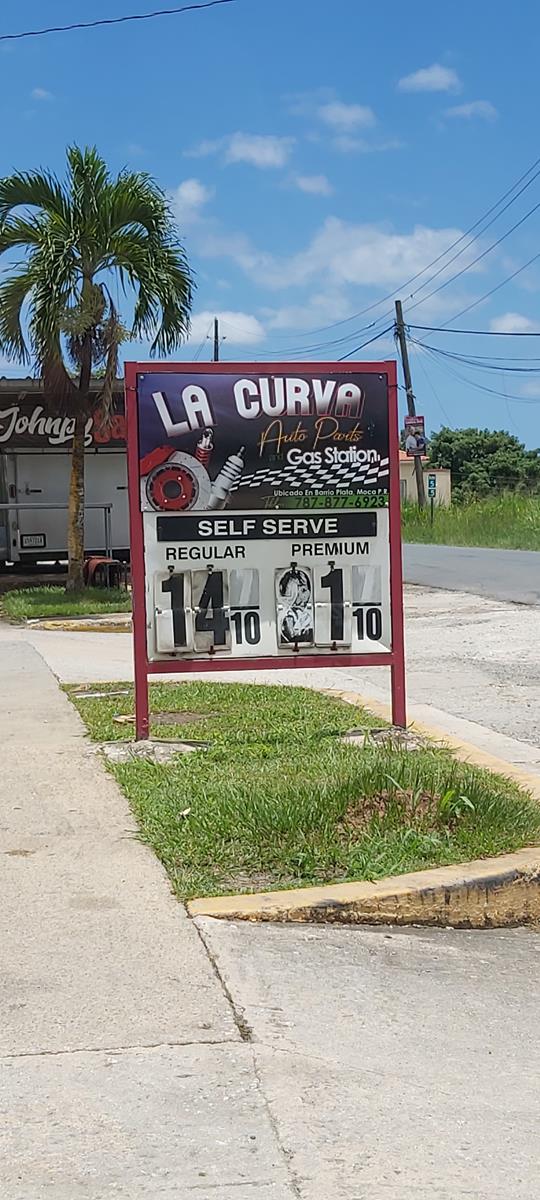 Johnny
LA CURVA
Auto Parts
Gas Station
Ubicado En Barrio Plata, Moca P.R.
787-877-6923
SELF SERVE
REGULAR PREMIUM
14 10 1 10